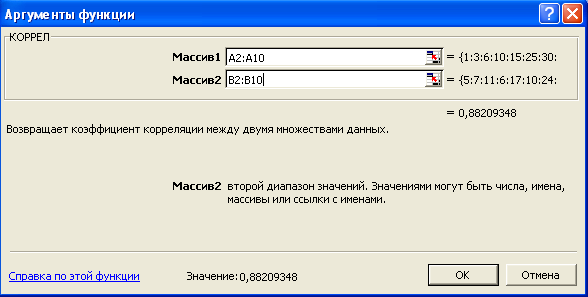 Аргументы функции
КОРРЕЛ
Массив1 A2:A10 = {1:3:6:10:15:25:30:
Массив2 B2:B10 = {5:7:11:6:17:10:24:
= 0,88209348
Возвращает коэффициент корреляции между двумя множествами данных.
Массив2 второй диапазон значений. Значениями могут быть числа, имена,
массивы или ссылки с именами.
Справка по этой функции Значение:0,88209348 ОК Отмена